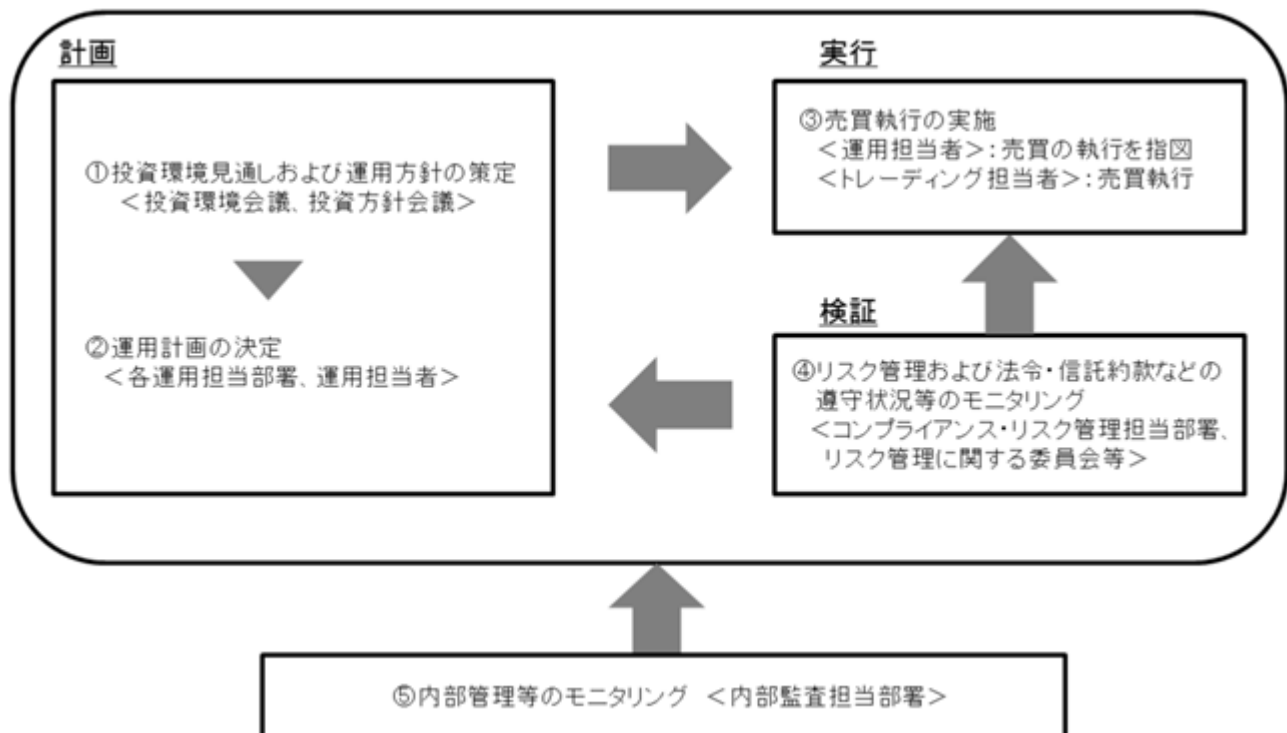 計画
①投資環境見通しおよび運用方針の策定
＜投資環境会議、投資方針会議＞
②運用計画の決定
＜各運用担当部署、運用担当者＞
実行
③売買執行の実施
＜運用担当者＞：売買の執行を指図
＜トレーディング担当者＞：売買執行
検証
④リスク管理および法令・信託約款などの
遵守状況等のモニタリング
＜コンプライアンス・リスク管理担当部署、
リスク管理に関する委員会等＞
⑤内部管理等のモニタリング ＜内部監査担当部署＞